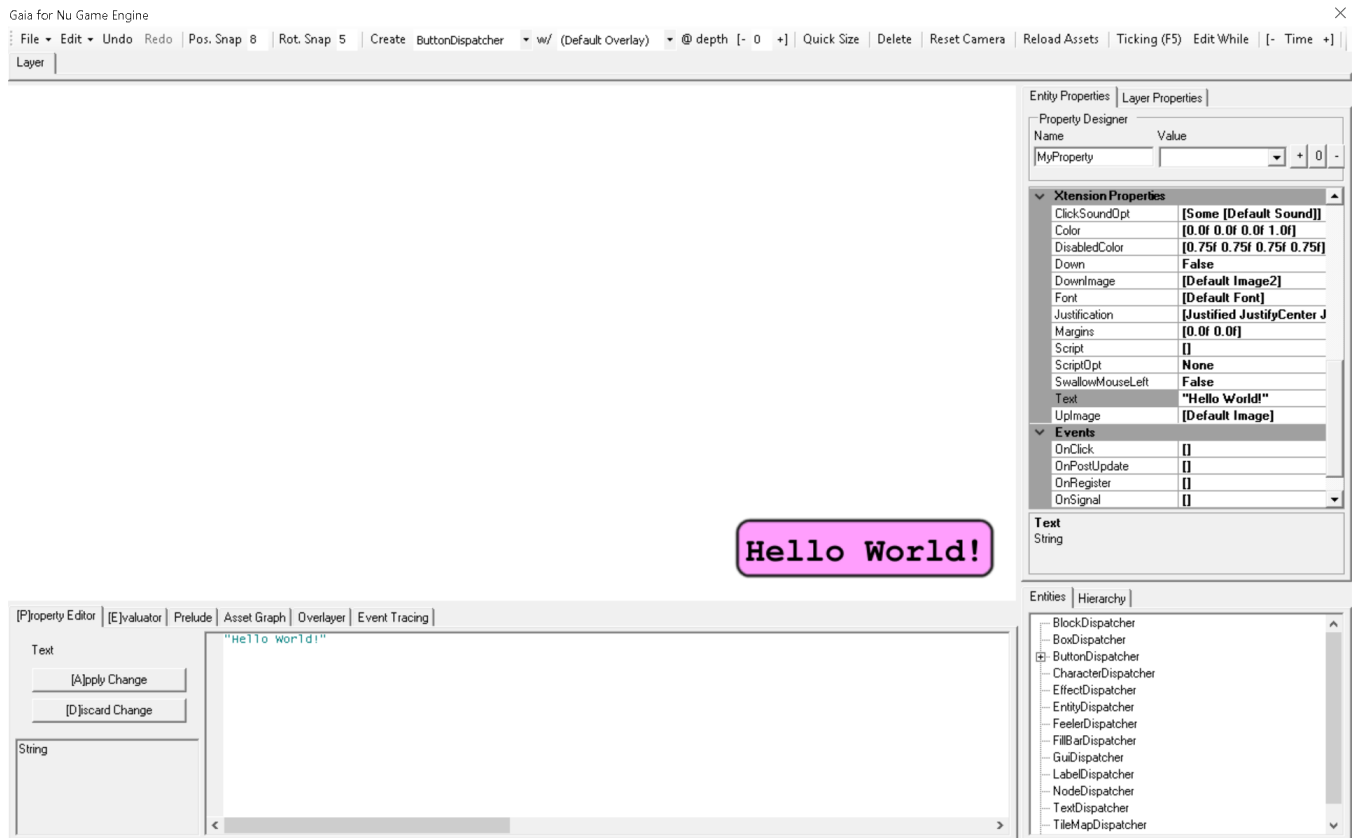 Gaia for Nu Game Engine
File Edit Undo Redo Pos. Snap 8 Rot. Snap 5 Create ButtonDispatcher w/ (Default Overlay) @ depth [- 0 +] Quick Size Delete Reset Camera Reload Assets Ticking (F5) Edit While [- Time +]
Layer
Entity Properties Layer Properties
Property Designer
Name Value
MyProperty + 0 -
Xtension Properties
ClickSoundOpt [Some [Default Sound]]
Color [0.0f 0.0f 0.0f 1.0f]
DisabledColor [0.75f 0.75f 0.75f 0.75f]
Down False
DownImage [Default Image2]
Font [Default Font]
Justification [Justified JustifyCenter J
Margins [0.0f 0.0f]
Script []
ScriptOpt None
SwallowMouseLeft False
Text "Hello World!"
UpImage [Default Image]
Events
OnClick []
OnPostUpdate []
OnRegister []
OnSignal []
Text
String
Hello World!
[P]roperty Editor [E]valuator Prelude Asset Graph Overlayer Event Tracing
Text
[A]pply Change
[D]iscard Change
String
"Hello World!"
Entities Hierarchy
BlockDispatcher
BoxDispatcher
ButtonDispatcher
CharacterDispatcher
EffectDispatcher
EntityDispatcher
FeelerDispatcher
FillBarDispatcher
GuiDispatcher
LabelDispatcher
NodeDispatcher
TextDispatcher
TileMapDispatcher